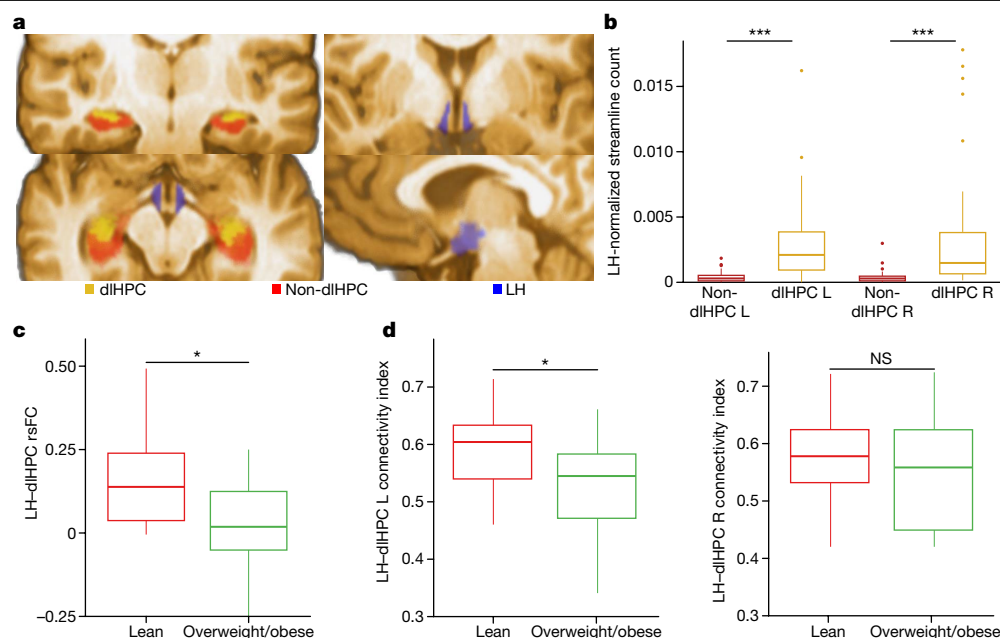 a
dlHPC
Non-dlHPC
LH
b
LH-normalized streamline count
0.015
0.010
0.005
0
***
***
Non-
dlHPC L
dlHPC L
Non-
dlHPC R
dlHPC R
c
LH–dlHPC rsFC
0.50
0.25
0
–0.25
*
Lean
Overweight/obese
d
LH–dlHPC L connectivity index
0.7
0.6
0.5
0.4
0.3
*
Lean
Overweight/obese
LH–dlHPC R connectivity index
0.7
0.6
0.5
0.4
0.3
NS
Lean
Overweight/obese